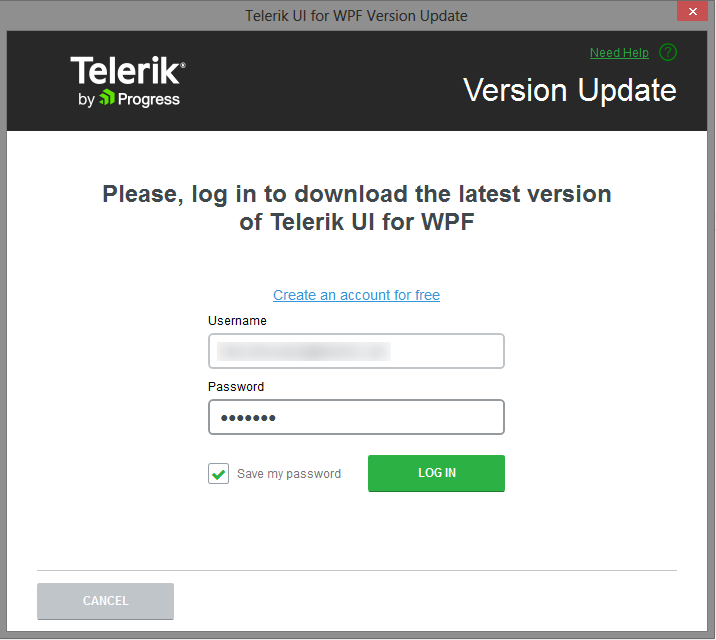 Telerik UI for WPF Version Update
Need Help ?
Telerik®
by Progress
Version Update
Please, log in to download the latest version
of Telerik UI for WPF
Create an account for free
Username
Password
•••••••
Save my password
LOG IN
CANCEL